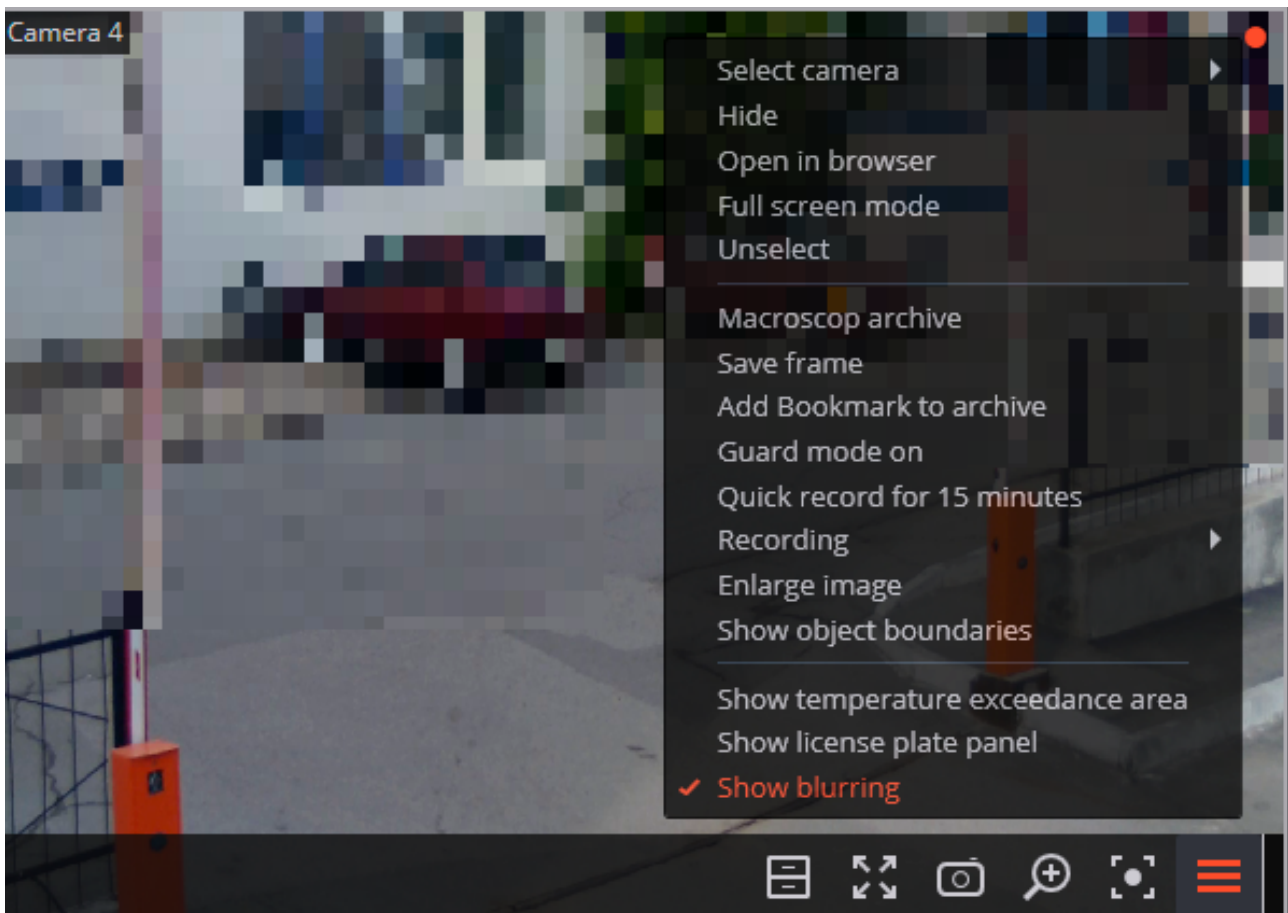 Camera 4
Select camera
Hide
Open in browser
Full screen mode
Unselect
Macroscop archive
Save frame
Add Bookmark to archive
Guard mode on
Quick record for 15 minutes
Recording
Enlarge image
Show object boundaries
Show temperature exceedance area
Show license plate panel
Show blurring